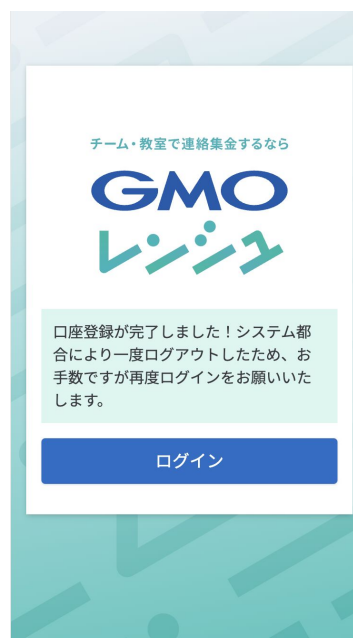 チーム・教室で連絡集金するなら
GMO
レンシュ
口座登録が完了しました！システム都
合により一度ログアウトしたため、お
手数ですが再度ログインをお願いいた
します。
ログイン